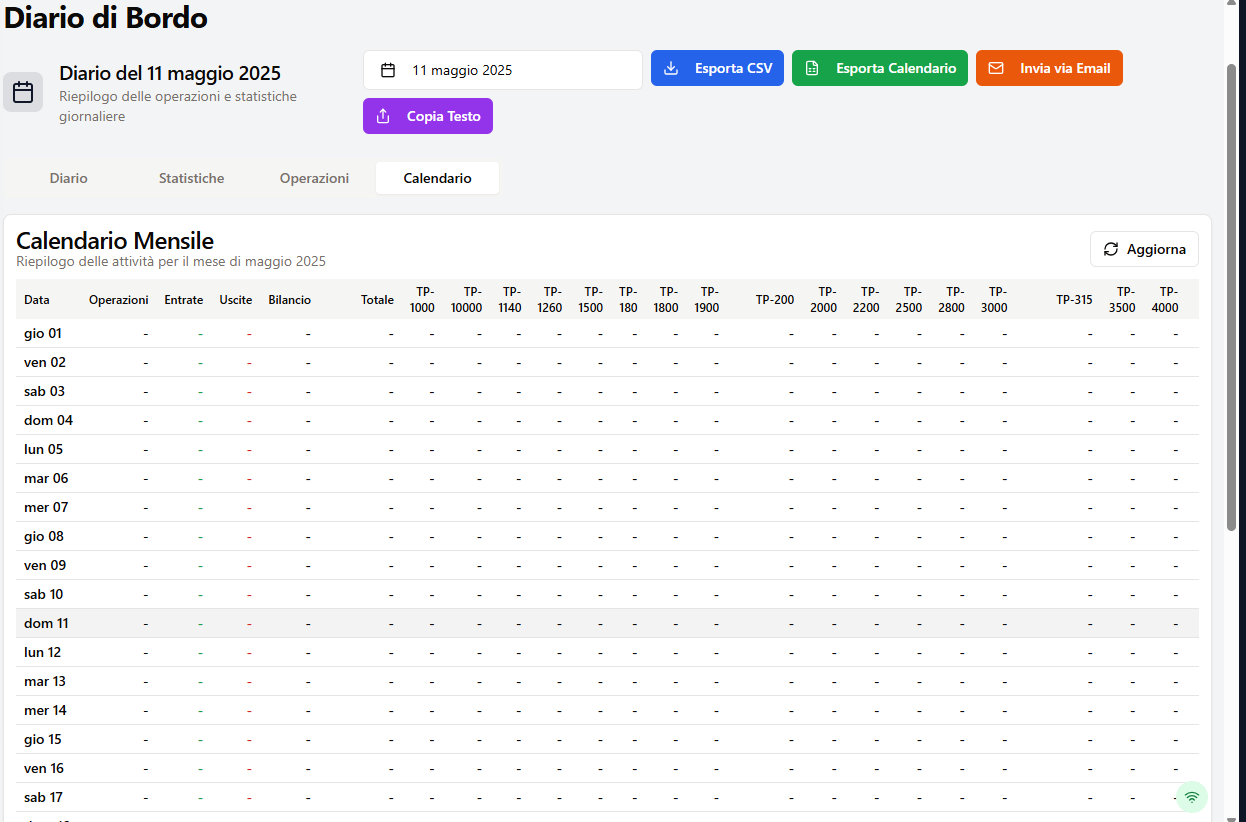 Diario di Bordo
Diario del 11 maggio 2025
Riepilogo delle operazioni e statistiche
giornaliere
11 maggio 2025
Esporta CSV
Esporta Calendario
Invia via Email
Copia Testo
Diario Statistiche Operazioni Calendario
Calendario Mensile
Riepilogo delle attività per il mese di maggio 2025
Aggiorna
Data Operazioni Entrate Uscite Bilancio Totale TP-1000 TP-10000 TP-1140 TP-1260 TP-1500 TP-180 TP-1800 TP-1900 TP-200 TP-2000 TP-2200 TP-2500 TP-2800 TP-3000 TP-315 TP-3500 TP-4000
gio 01 - - - - - - - - - - - - - - - - - - - - - -
ven 02 - - - - - - - - - - - - - - - - - - - - - -
sab 03 - - - - - - - - - - - - - - - - - - - - - -
dom 04 - - - - - - - - - - - - - - - - - - - - - -
lun 05 - - - - - - - - - - - - - - - - - - - - - -
mar 06 - - - - - - - - - - - - - - - - - - - - - -
mer 07 - - - - - - - - - - - - - - - - - - - - - -
gio 08 - - - - - - - - - - - - - - - - - - - - - -
ven 09 - - - - - - - - - - - - - - - - - - - - - -
sab 10 - - - - - - - - - - - - - - - - - - - - - -
dom 11 - - - - - - - - - - - - - - - - - - - - - -
lun 12 - - - - - - - - - - - - - - - - - - - - - -
mar 13 - - - - - - - - - - - - - - - - - - - - - -
mer 14 - - - - - - - - - - - - - - - - - - - - - -
gio 15 - - - - - - - - - - - - - - - - - - - - - -
ven 16 - - - - - - - - - - - - - - - - - - - - - -
sab 17 - - - - - - - - - - - - - - - - - - - - - -